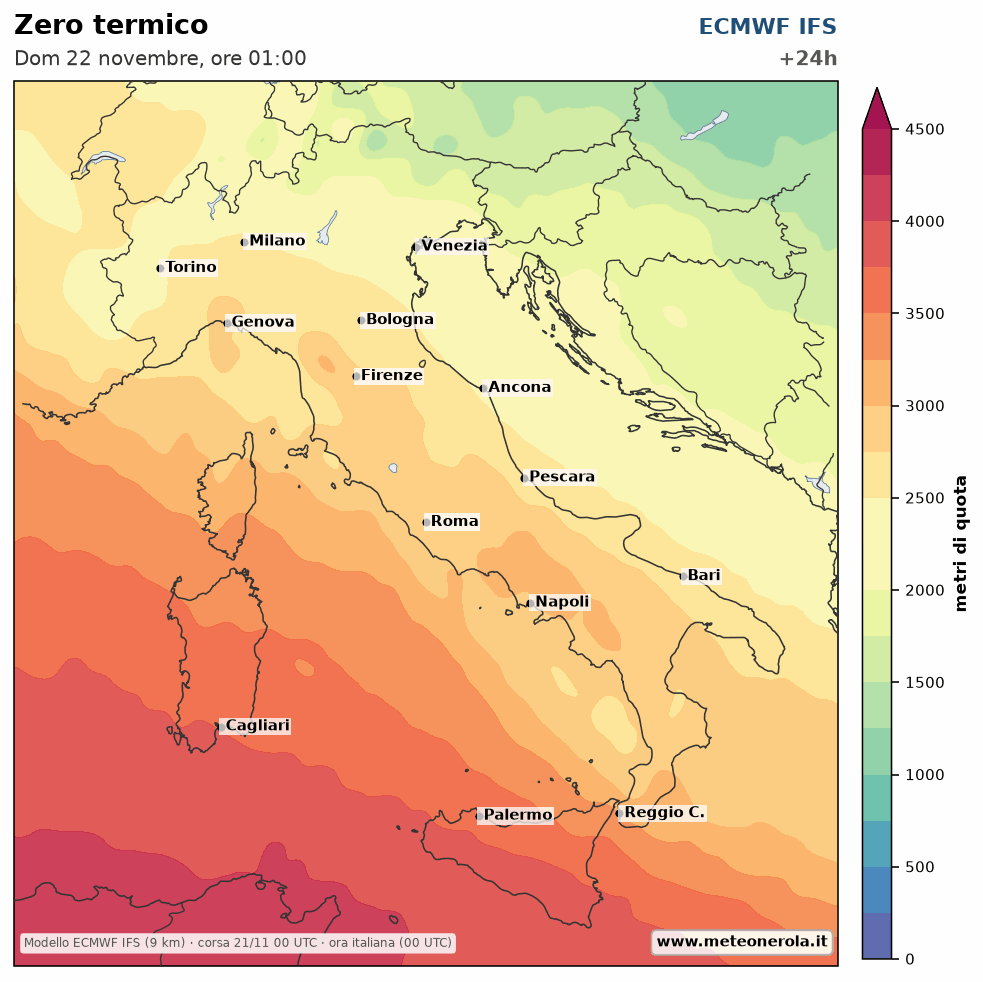 Zero termico
ECMWF IFS
Dom 22 novembre, ore 01:00
+24h
4500
4000
3500
3000
2500
2000
1500
1000
500
0
metri di quota
Milano
Venezia
Torino
Genova
Bologna
Firenze
Ancona
Pescara
Roma
Bari
Napoli
Cagliari
Palermo
Reggio C.
Modello ECMWF IFS (9 km) · corsa 21/11 00 UTC · ora italiana (00 UTC)
www.meteonerola.it